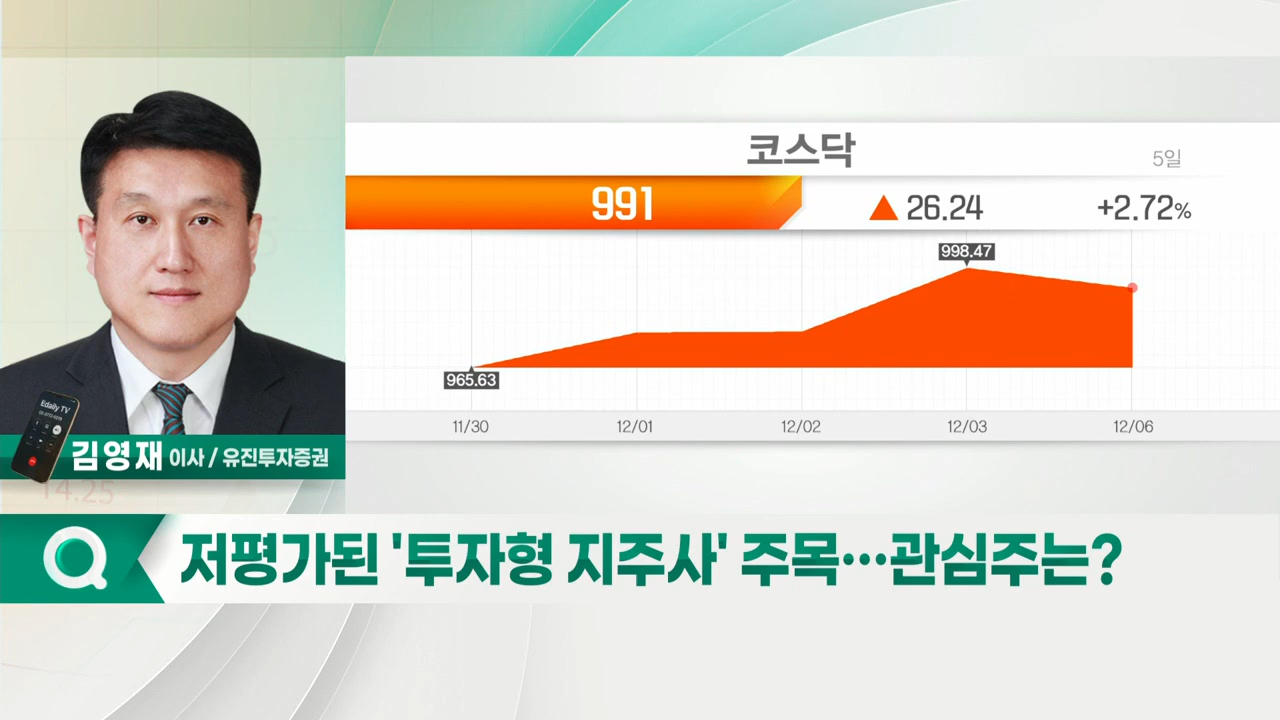 코스닥
5일
991
▲ 26.24
+2.72%
998.47
965.63
11/30
12/01
12/02
12/03
12/06
Edaily TV
김영재 이사 / 유진투자증권
14.25
저평가된 '투자형 지주사' 주목…관심주는?